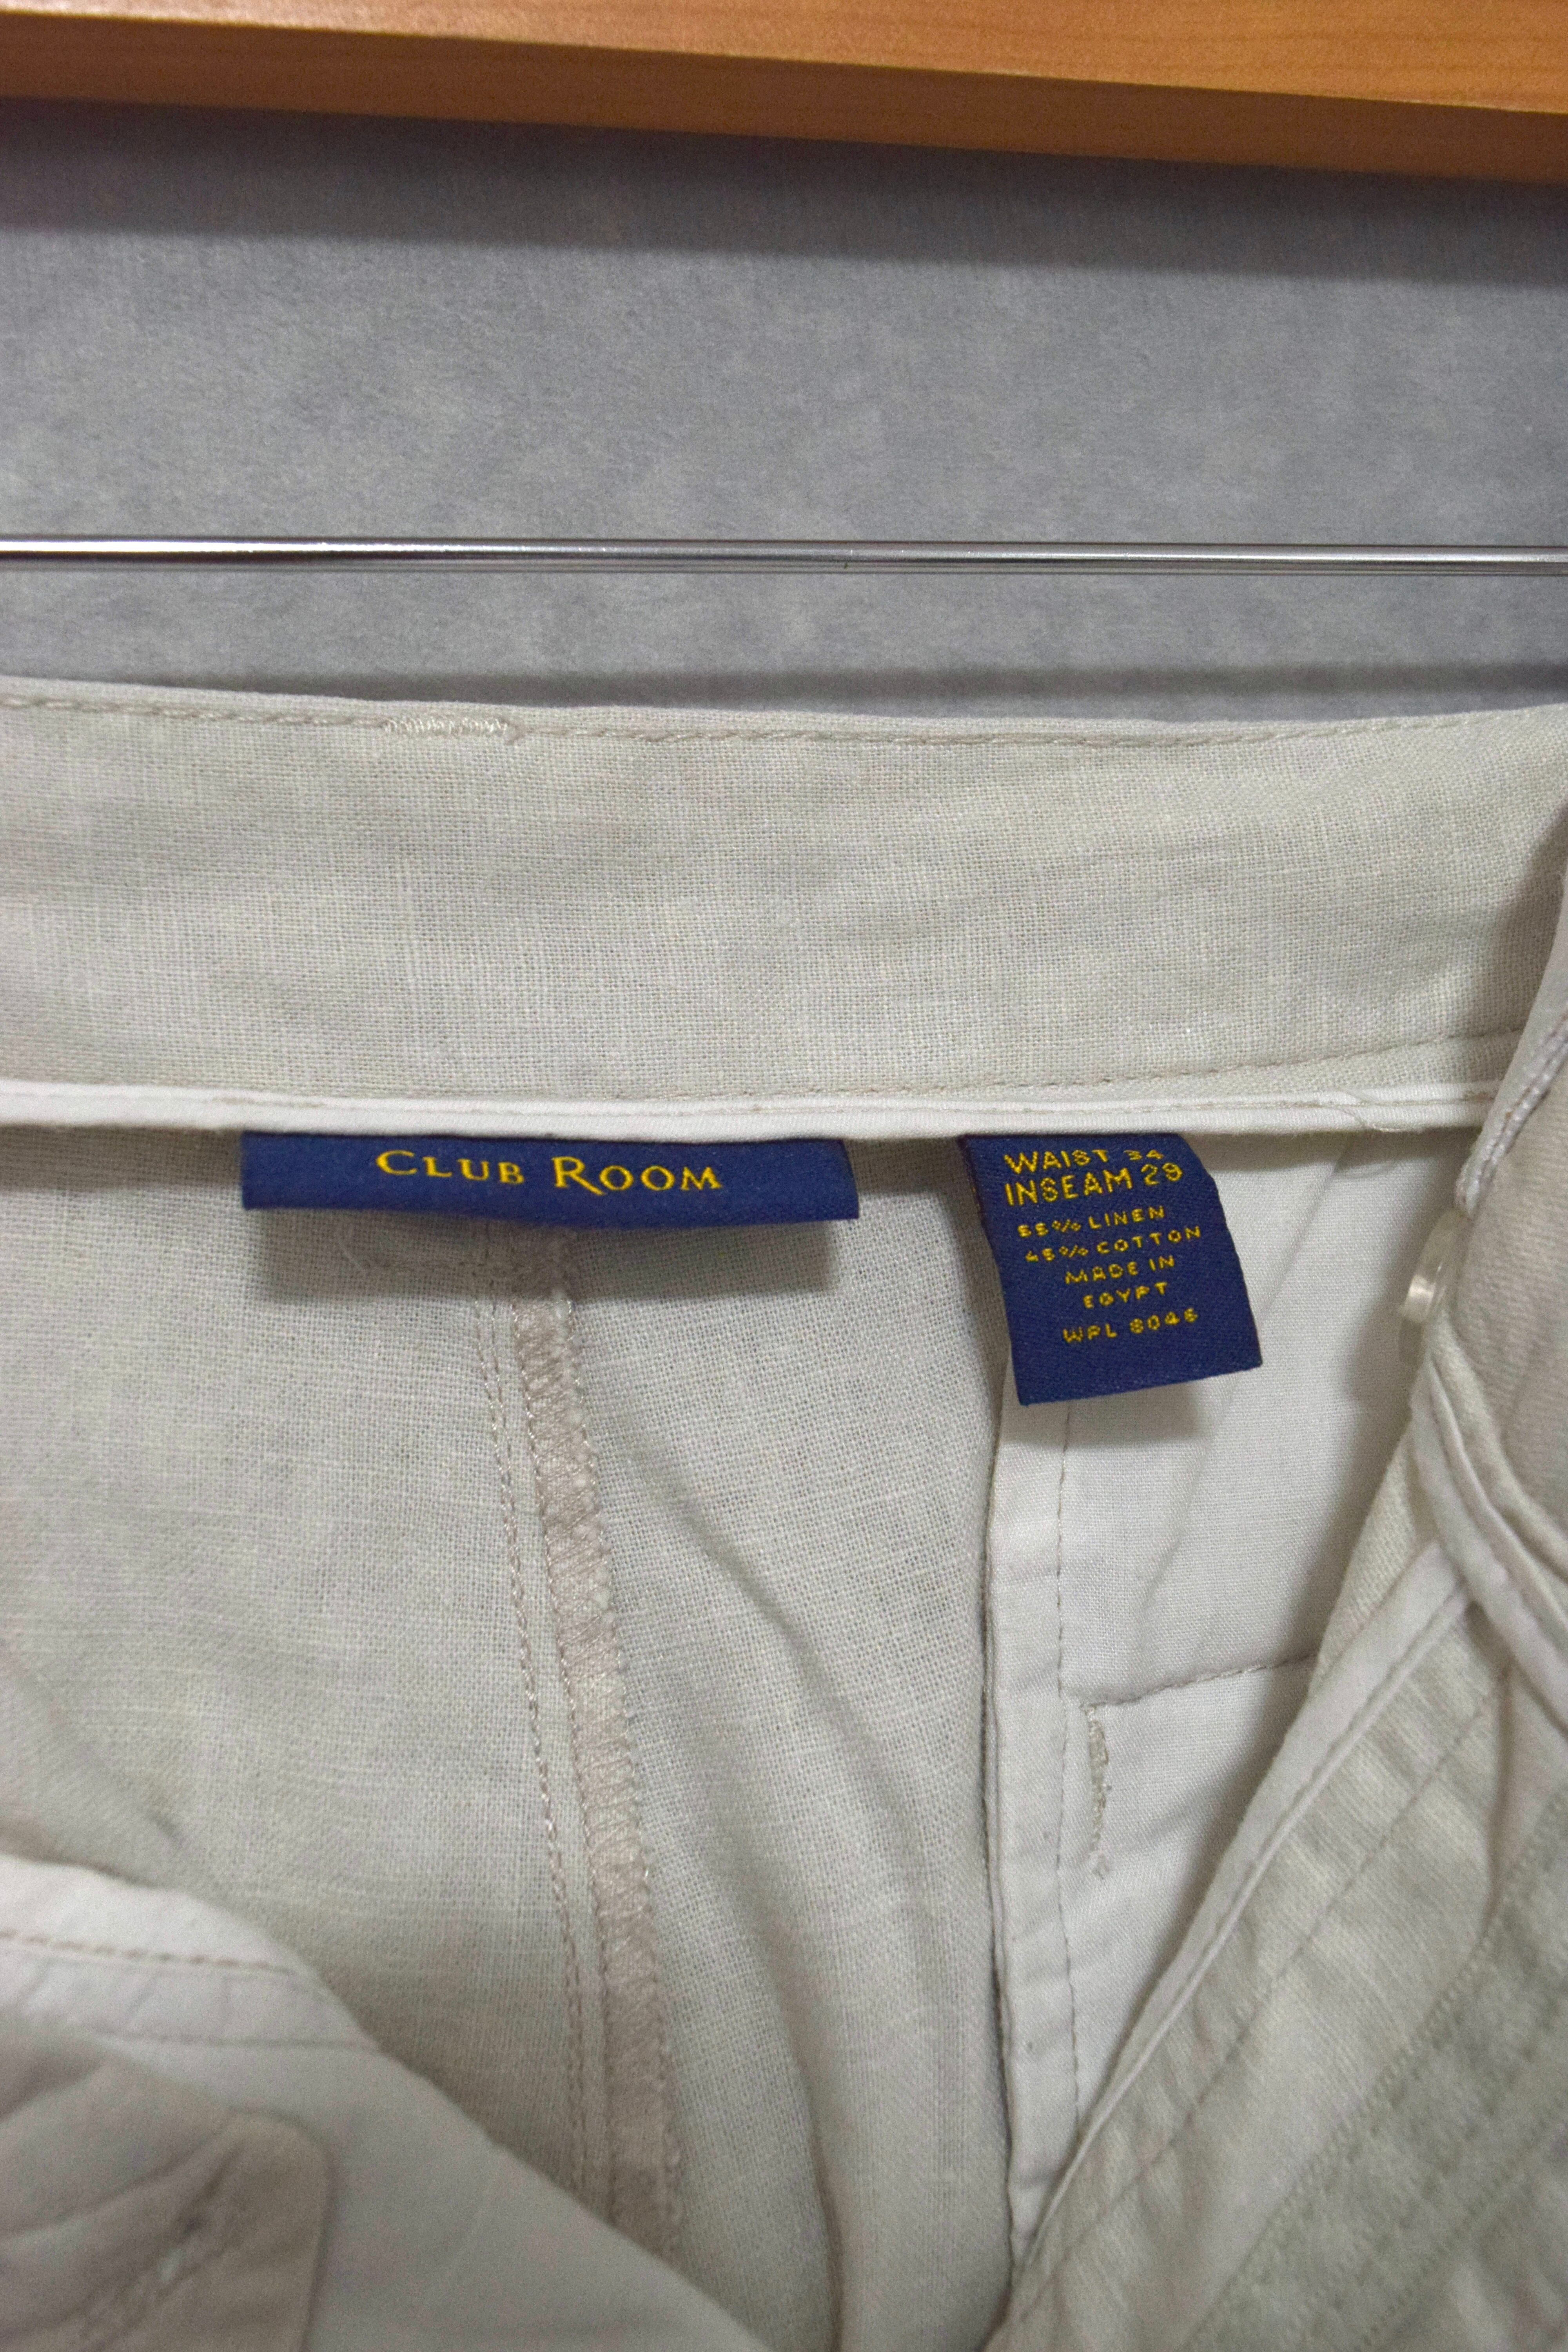 CLUB ROOM
WAIST 34
INSEAM 29
55% LINEN
45% COTTON
MADE IN
EGYPT
WPL 8046